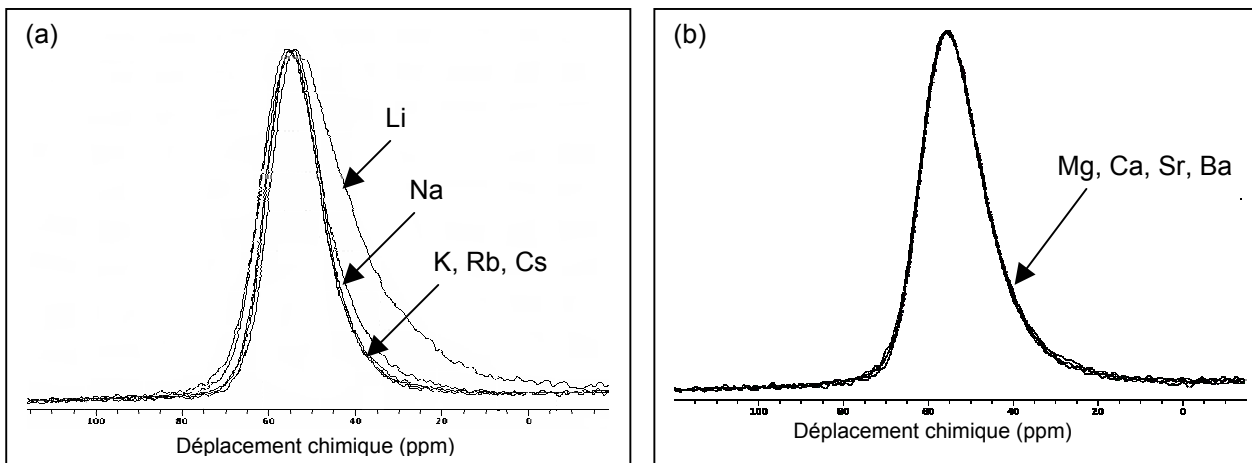 (a)
Li
Na
K, Rb, Cs
100 80 60 40 20 0
Déplacement chimique (ppm)
(b)
Mg, Ca, Sr, Ba
100 80 60 40 20 0
Déplacement chimique (ppm)